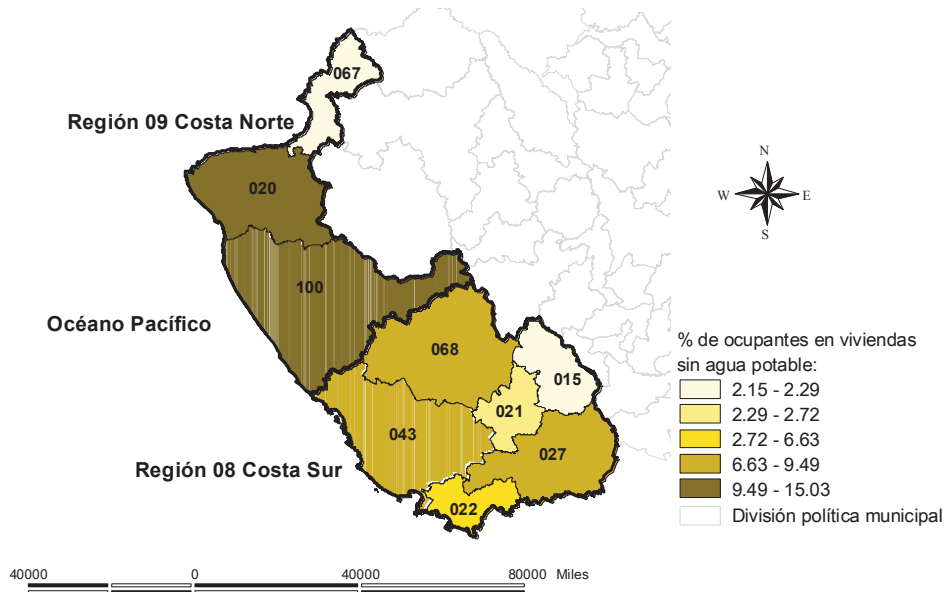 067
Región 09 Costa Norte
020
N
W
E
S
100
Océano Pacífico
068
015
021
043
027
Región 08 Costa Sur
022
% de ocupantes en viviendas
sin agua potable:
2.15 - 2.29
2.29 - 2.72
2.72 - 6.63
6.63 - 9.49
9.49 - 15.03
División política municipal
40000 0 40000 80000 Miles